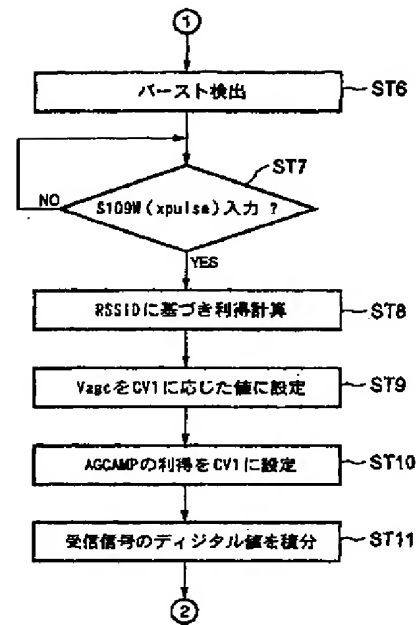 ①
バースト検出
ST6
ST7
S109W(xpulse)入力 ?
NO
YES
RSSIDに基づき利得計算
ST8
VagcをCV1に応じた値に設定
ST9
AGCAMPの利得をCV1に設定
ST10
受信信号のディジタル値を積分
ST11
②